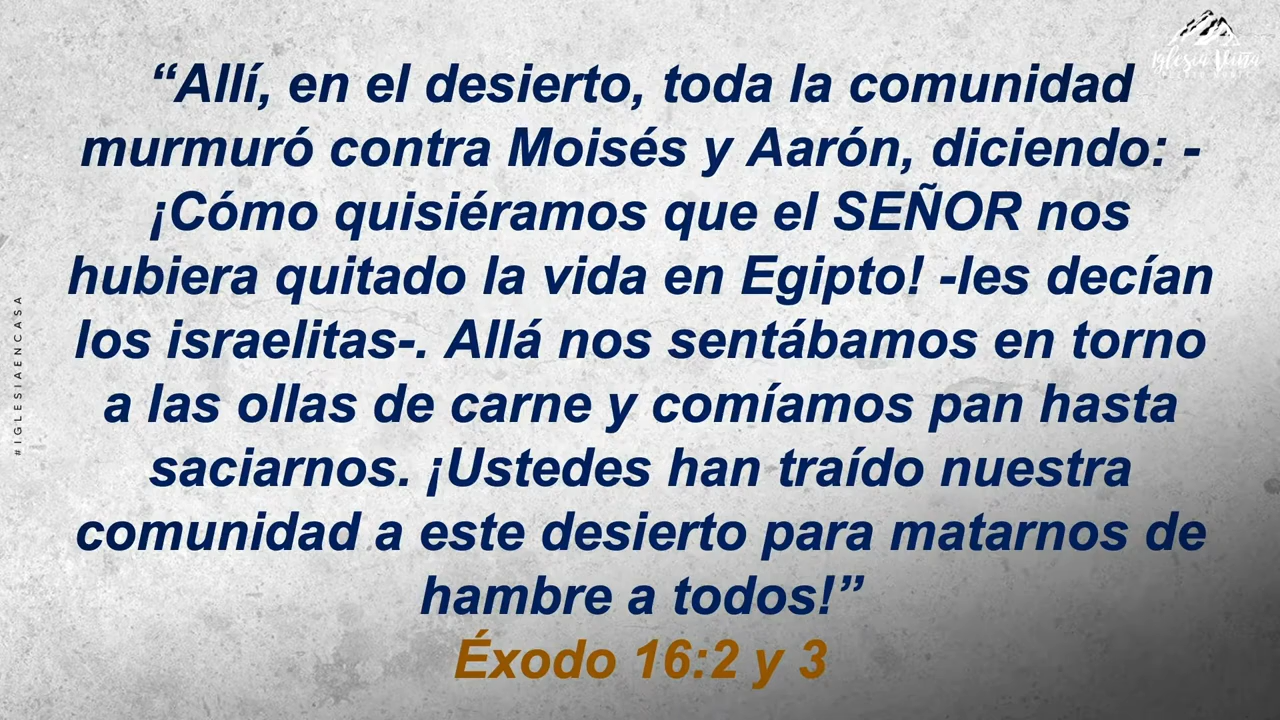 “Allí, en el desierto, toda la comunidad
murmuró contra Moisés y Aarón, diciendo: -
¡Cómo quisiéramos que el SEÑOR nos
hubiera quitado la vida en Egipto! -les decían
los israelitas-. Allá nos sentábamos en torno
a las ollas de carne y comíamos pan hasta
saciarnos. ¡Ustedes han traído nuestra
comunidad a este desierto para matarnos de
hambre a todos!”
Éxodo 16:2 y 3
#IGLESIAENCASA
Iglesia Viña